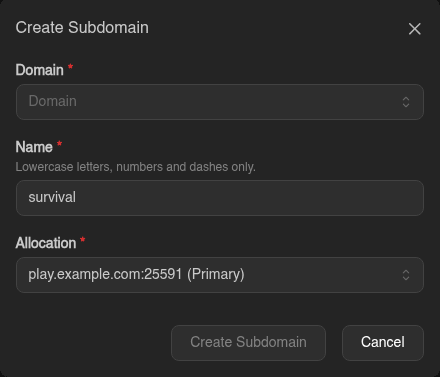 Create Subdomain
Domain *
Domain
Name *
Lowercase letters, numbers and dashes only.
survival
Allocation *
play.example.com:25591 (Primary)
Create Subdomain Cancel